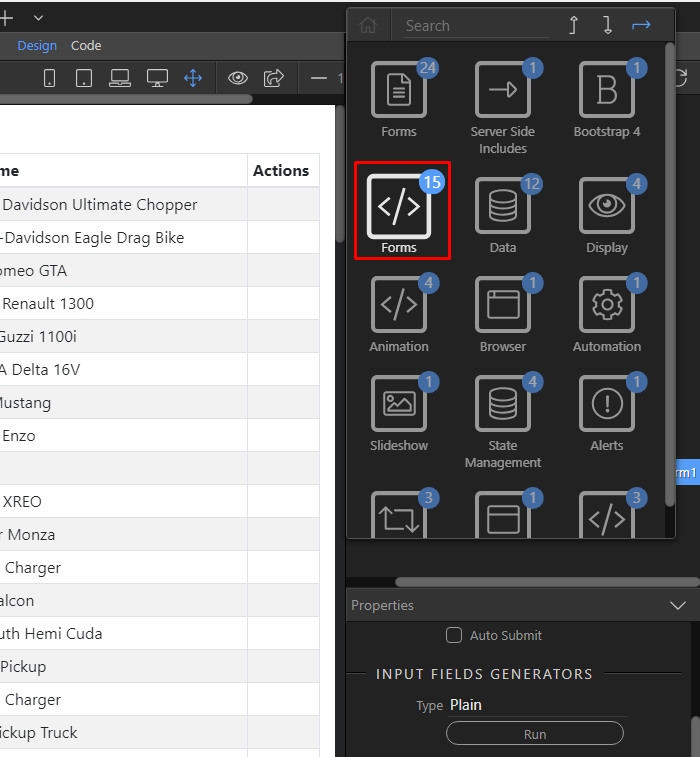 Design Code
Search
1
me Actions
Davidson Ultimate Chopper
-Davidson Eagle Drag Bike
omeo GTA
Renault 1300
Guzzi 1100i
A Delta 16V
Mustang
Enzo
XREO
r Monza
Charger
alcon
uth Hemi Cuda
Pickup
Charger
ickup Truck
24 1 1
Forms Server Side Bootstrap 4
Includes
B
15 12 4
</>
Forms Data Display
4 1 1
</>
Animation Browser Automation
1 4 1
Slideshow State Alerts
Management
3 1 3
</>
rm1
Properties
Auto Submit
INPUT FIELDS GENERATORS
Type Plain
Run